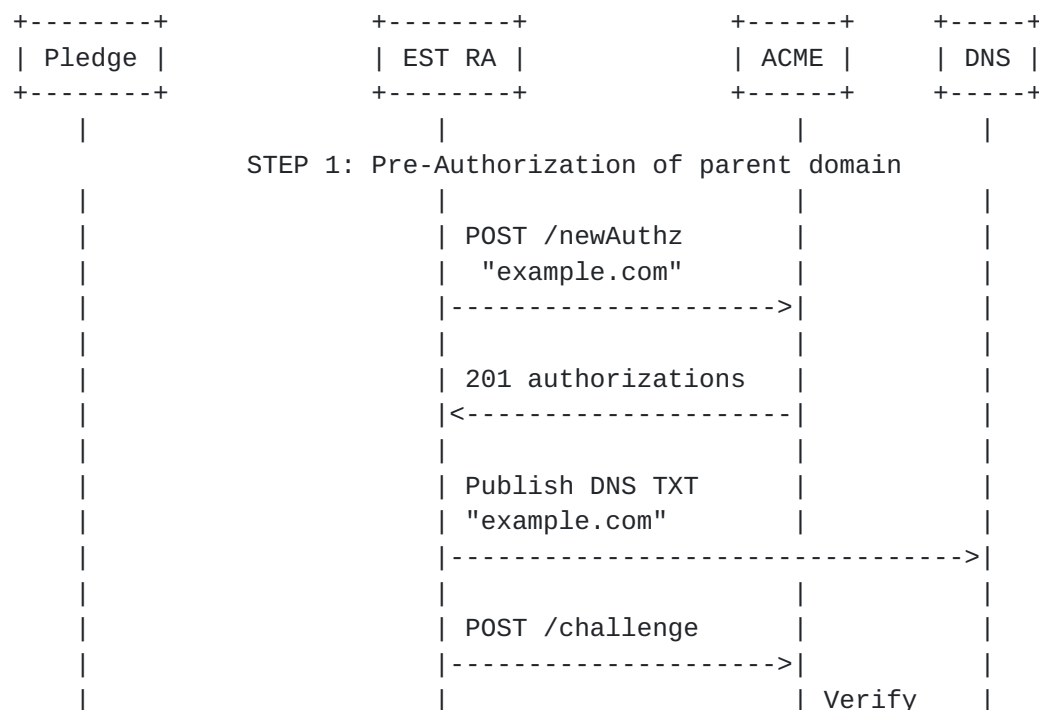 +--------+             +--------+             +------+     +-----+
| Pledge |             | EST RA |             | ACME |     | DNS |
+--------+             +--------+             +------+     +-----+
    |                      |                      |           |
               STEP 1: Pre-Authorization of parent domain
    |                      |                      |           |
    |                      | POST /newAuthz       |           |
    |                      |  "example.com"       |           |
    |                      |--------------------->|           |
    |                      |                      |           |
    |                      | 201 authorizations   |           |
    |                      |<---------------------|           |
    |                      |                      |           |
    |                      | Publish DNS TXT      |           |
    |                      | "example.com"        |           |
    |                      |--------------------------------->|
    |                      |                      |           |
    |                      | POST /challenge      |           |
    |                      |--------------------->|           |
    |                      |                      | Verify    |